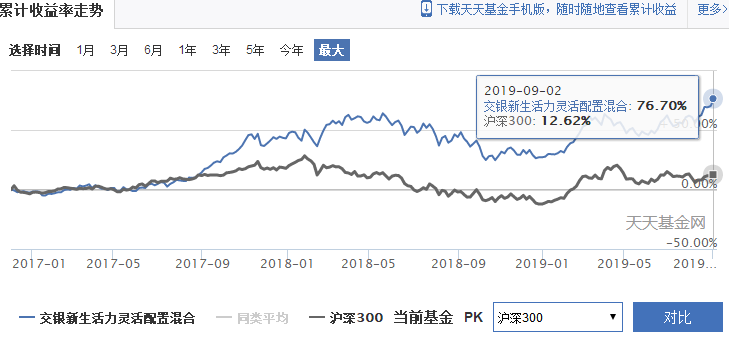 累计收益率走势 下载天天基金手机版，随时随地查看累计收益 更多>
选择时间 1月 3月 6月 1年 3年 5年 今年 最大
2019-09-02
交银新生活力灵活配置混合: 76.70%
沪深300: 12.62%
50.00%
0.00%
天天基金网
-50.00%
2017-01 2017-05 2017-09 2018-01 2018-05 2018-09 2019-01 2019-05 2019...
交银新生活力灵活配置混合 同类平均 沪深300 当前基金 PK 沪深300 对比